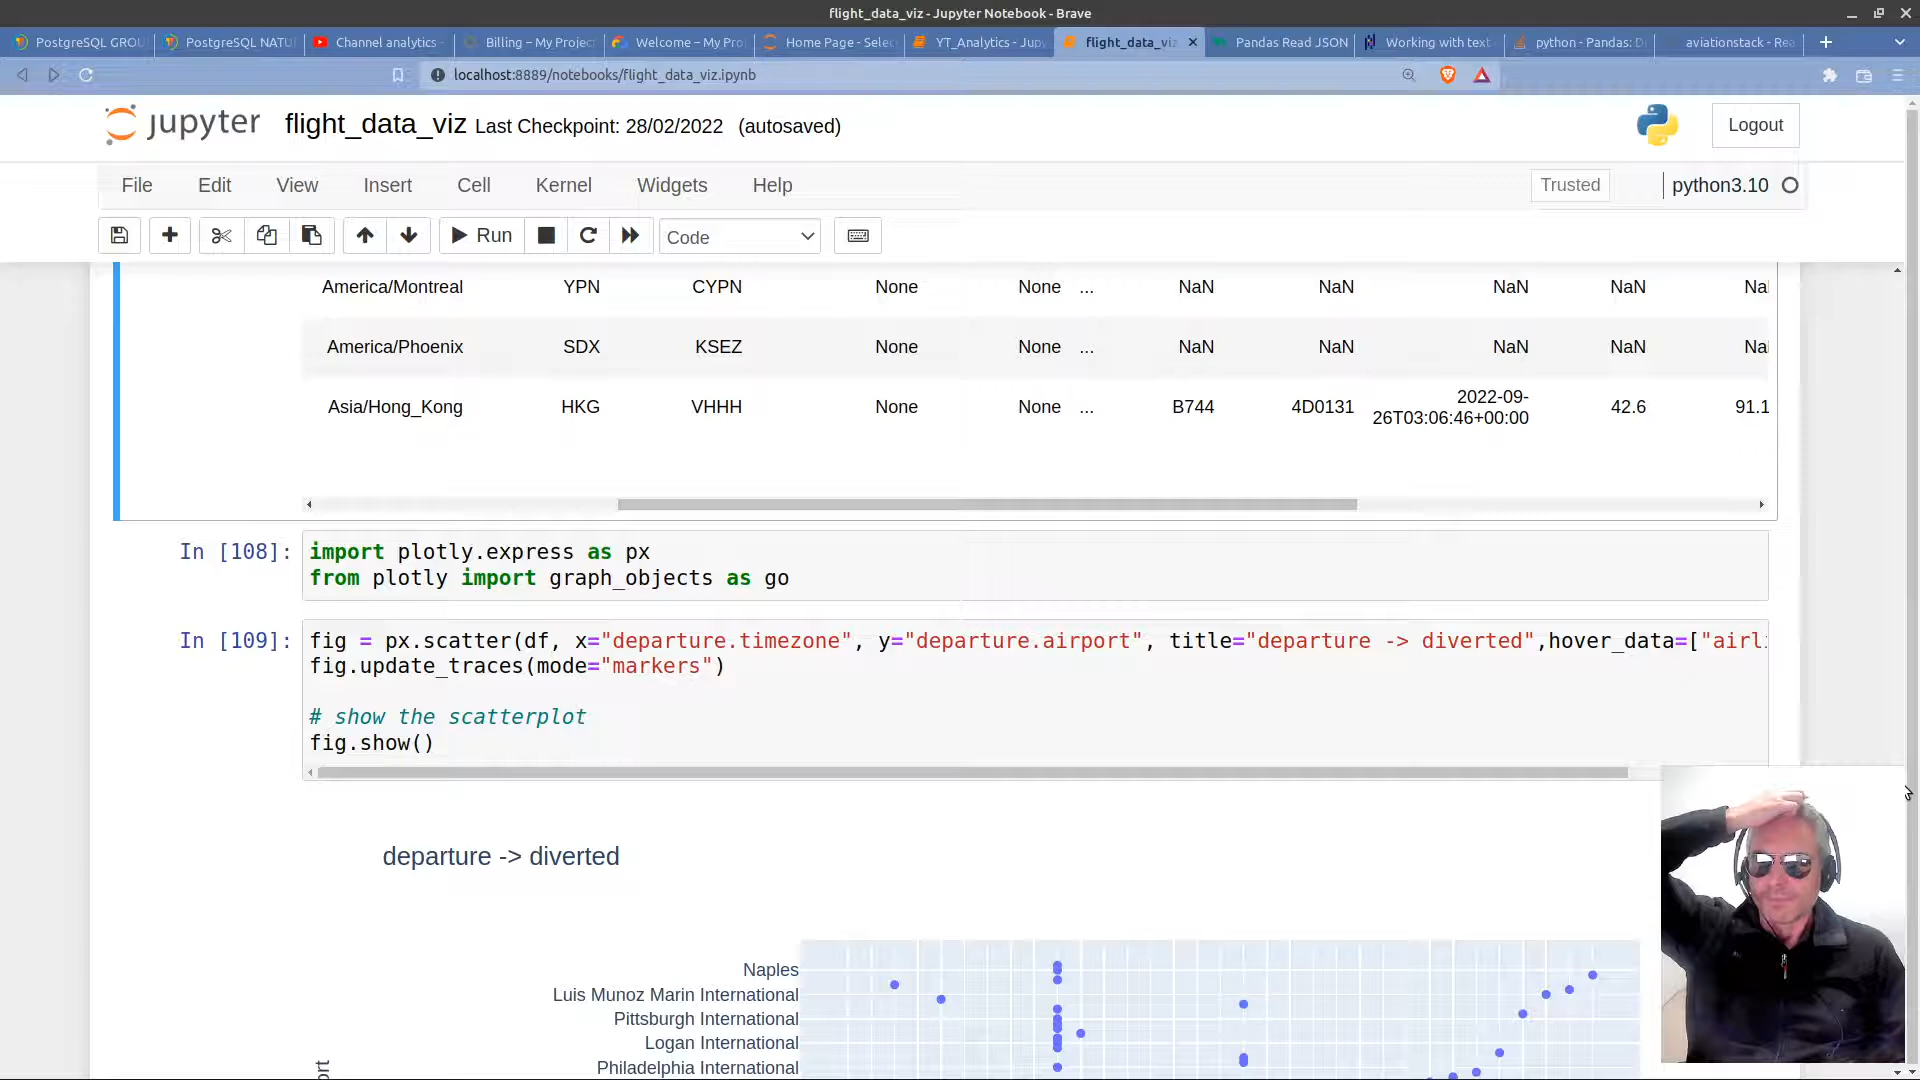 flight_data_viz - Jupyter Notebook - Brave
PostgreSQL GROU
PostgreSQL NATU
Channel analytics -
Billing – My Projec
Welcome – My Pro
Home Page - Selec
YT_Analytics - Jup
flight_data_viz
Pandas Read JSON
Working with text
python - Pandas: D
aviationstack - Rea
localhost:8889/notebooks/flight_data_viz.ipynb
jupyter flight_data_viz Last Checkpoint: 28/02/2022 (autosaved)
Logout
File Edit View Insert Cell Kernel Widgets Help
Trusted
python3.10
Run
Code
America/Montreal YPN CYPN None None ... NaN NaN NaN NaN Na
America/Phoenix SDX KSEZ None None ... NaN NaN NaN NaN Na
Asia/Hong_Kong HKG VHHH None None ... B744 4D0131 2022-09-26T03:06:46+00:00 42.6 91.1
In [108]:
import plotly.express as px
from plotly import graph_objects as go
In [109]:
fig = px.scatter(df, x="departure.timezone", y="departure.airport", title="departure -> diverted",hover_data=["airli
fig.update_traces(mode="markers")
# show the scatterplot
fig.show()
departure -> diverted
Naples
Luis Munoz Marin International
Pittsburgh International
Logan International
Philadelphia International
ort